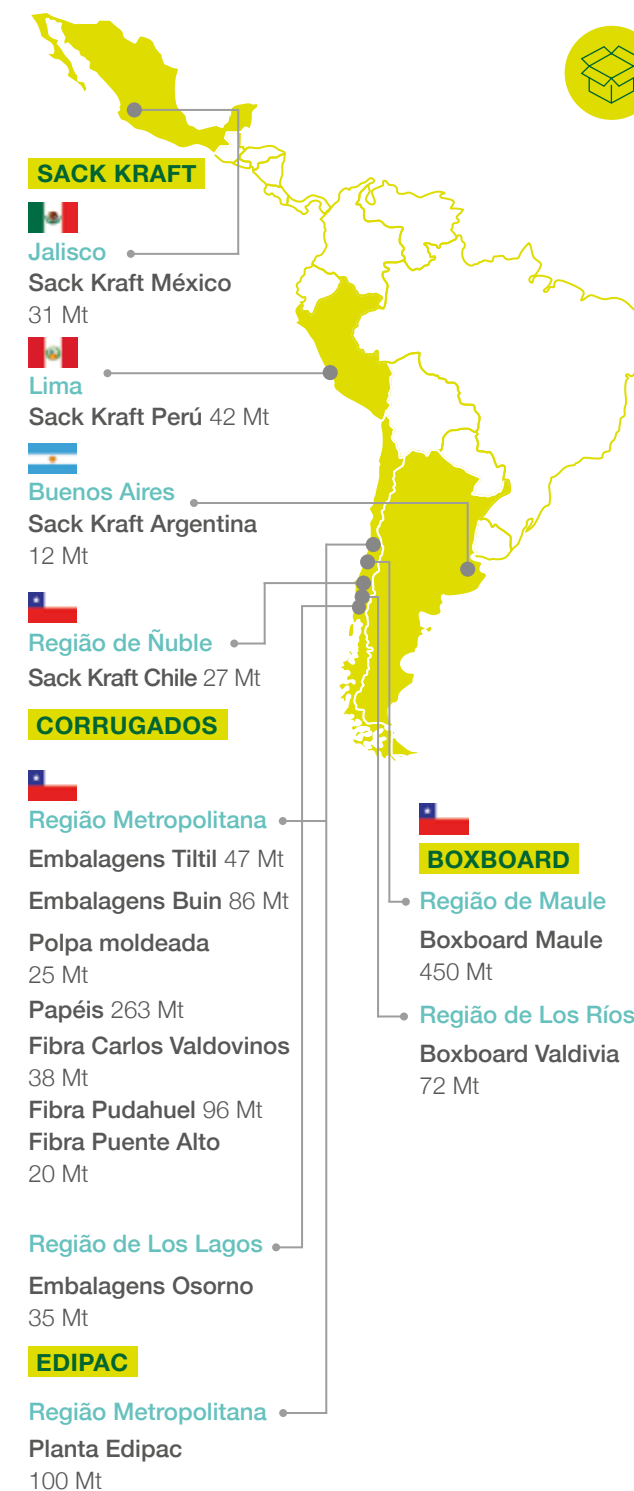 SACK KRAFT
Jalisco
Sack Kraft México
31 Mt
Lima
Sack Kraft Perú 42 Mt
Buenos Aires
Sack Kraft Argentina
12 Mt
Região de Ñuble
Sack Kraft Chile 27 Mt
CORRUGADOS
Região Metropolitana
Embalagens Tiltil 47 Mt
Embalagens Buin 86 Mt
Polpa moldeada
25 Mt
Papéis 263 Mt
Fibra Carlos Valdovinos
38 Mt
Fibra Pudahuel 96 Mt
Fibra Puente Alto
20 Mt
Região de Los Lagos
Embalagens Osorno
35 Mt
EDIPAC
Região Metropolitana
Planta Edipac
100 Mt
BOXBOARD
Região de Maule
Boxboard Maule
450 Mt
Região de Los Ríos
Boxboard Valdivia
72 Mt